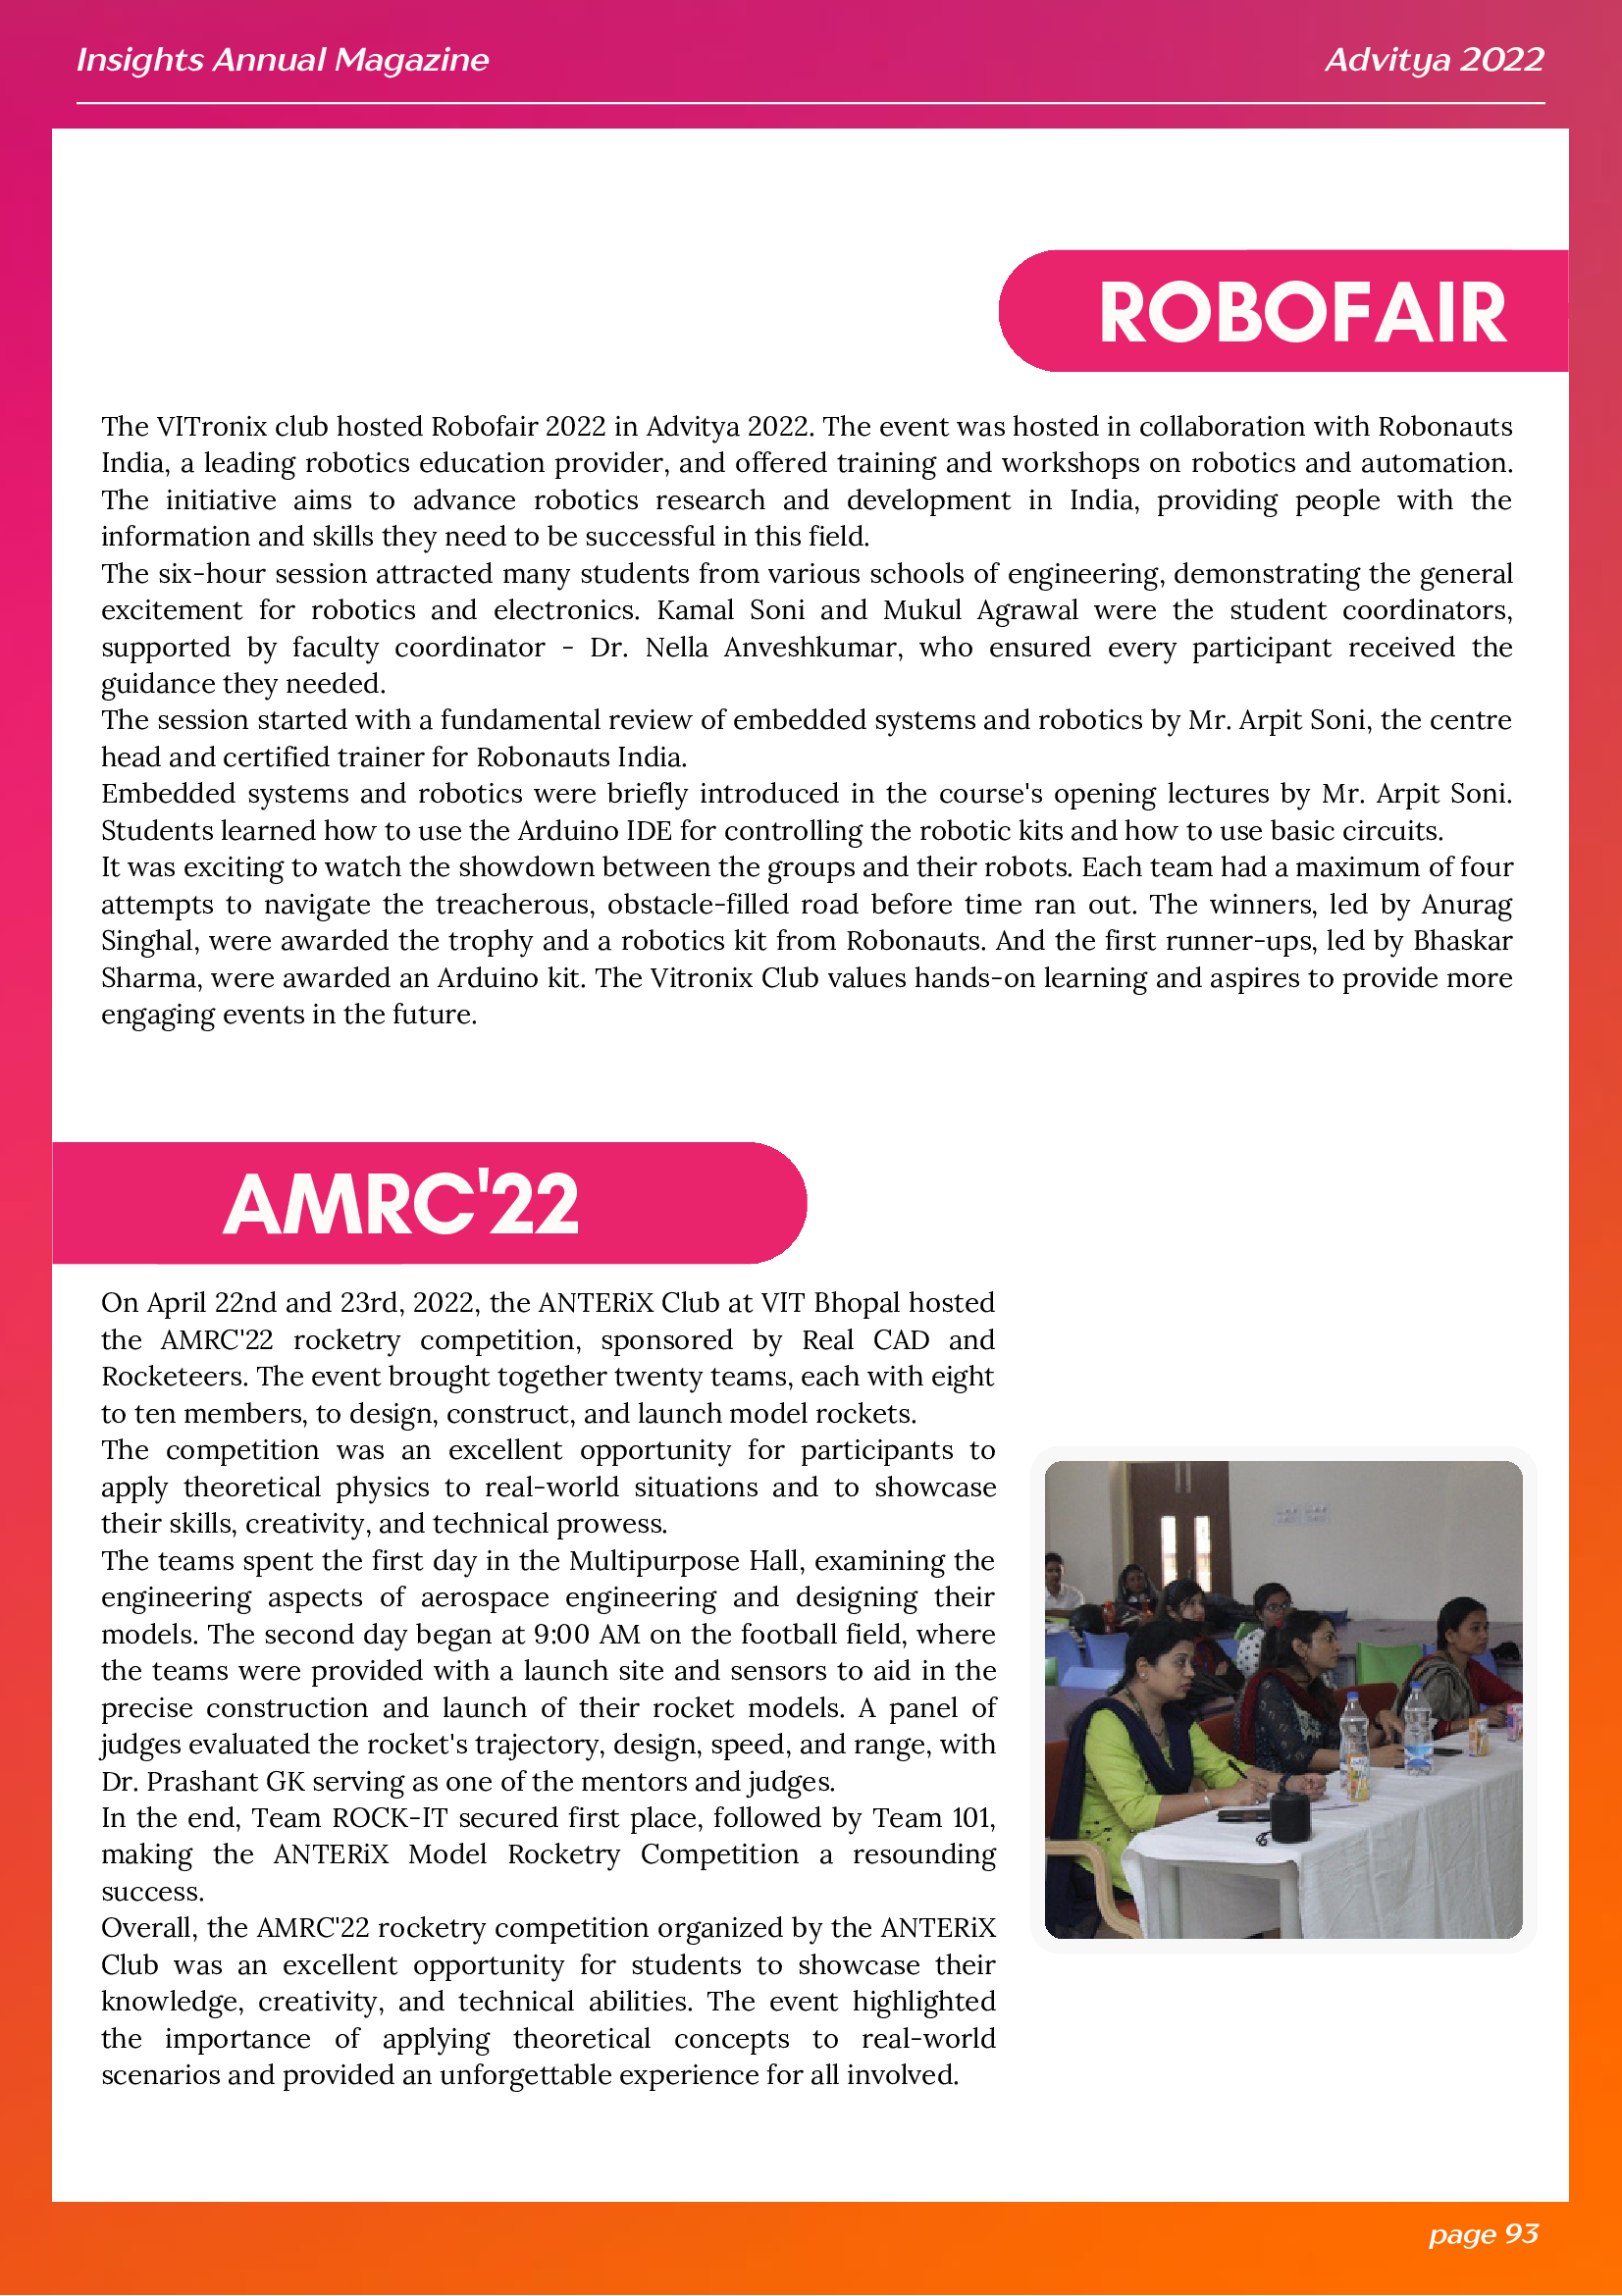 Insights Annual Magazine
Advitya 2022
ROBOFAIR
The VITronix club hosted Robofair 2022 in Advitya 2022. The event was hosted in collaboration with Robonauts
India, a leading robotics education provider, and offered training and workshops on robotics and automation.
The initiative aims to advance robotics research and development in India, providing people with the
information and skills they need to be successful in this field.
The six-hour session attracted many students from various schools of engineering, demonstrating the general
excitement for robotics and electronics. Kamal Soni and Mukul Agrawal were the student coordinators,
supported by faculty coordinator - Dr. Nella Anveshkumar, who ensured every participant received the
guidance they needed.
The session started with a fundamental review of embedded systems and robotics by Mr. Arpit Soni, the centre
head and certified trainer for Robonauts India.
Embedded systems and robotics were briefly introduced in the course's opening lectures by Mr. Arpit Soni.
Students learned how to use the Arduino IDE for controlling the robotic kits and how to use basic circuits.
It was exciting to watch the showdown between the groups and their robots. Each team had a maximum of four
attempts to navigate the treacherous, obstacle-filled road before time ran out. The winners, led by Anurag
Singhal, were awarded the trophy and a robotics kit from Robonauts. And the first runner-ups, led by Bhaskar
Sharma, were awarded an Arduino kit. The Vitronix Club values hands-on learning and aspires to provide more
engaging events in the future.
AMRC'22
On April 22nd and 23rd, 2022, the ANTERiX Club at VIT Bhopal hosted
the AMRC'22 rocketry competition, sponsored by Real CAD and
Rocketeers. The event brought together twenty teams, each with eight
to ten members, to design, construct, and launch model rockets.
The competition was an excellent opportunity for participants to
apply theoretical physics to real-world situations and to showcase
their skills, creativity, and technical prowess.
The teams spent the first day in the Multipurpose Hall, examining the
engineering aspects of aerospace engineering and designing their
models. The second day began at 9:00 AM on the football field, where
the teams were provided with a launch site and sensors to aid in the
precise construction and launch of their rocket models. A panel of
judges evaluated the rocket's trajectory, design, speed, and range, with
Dr. Prashant GK serving as one of the mentors and judges.
In the end, Team ROCK-IT secured first place, followed by Team 101,
making the ANTERiX Model Rocketry Competition a resounding
success.
Overall, the AMRC'22 rocketry competition organized by the ANTERiX
Club was an excellent opportunity for students to showcase their
knowledge, creativity, and technical abilities. The event highlighted
the importance of applying theoretical concepts to real-world
scenarios and provided an unforgettable experience for all involved.
page 93